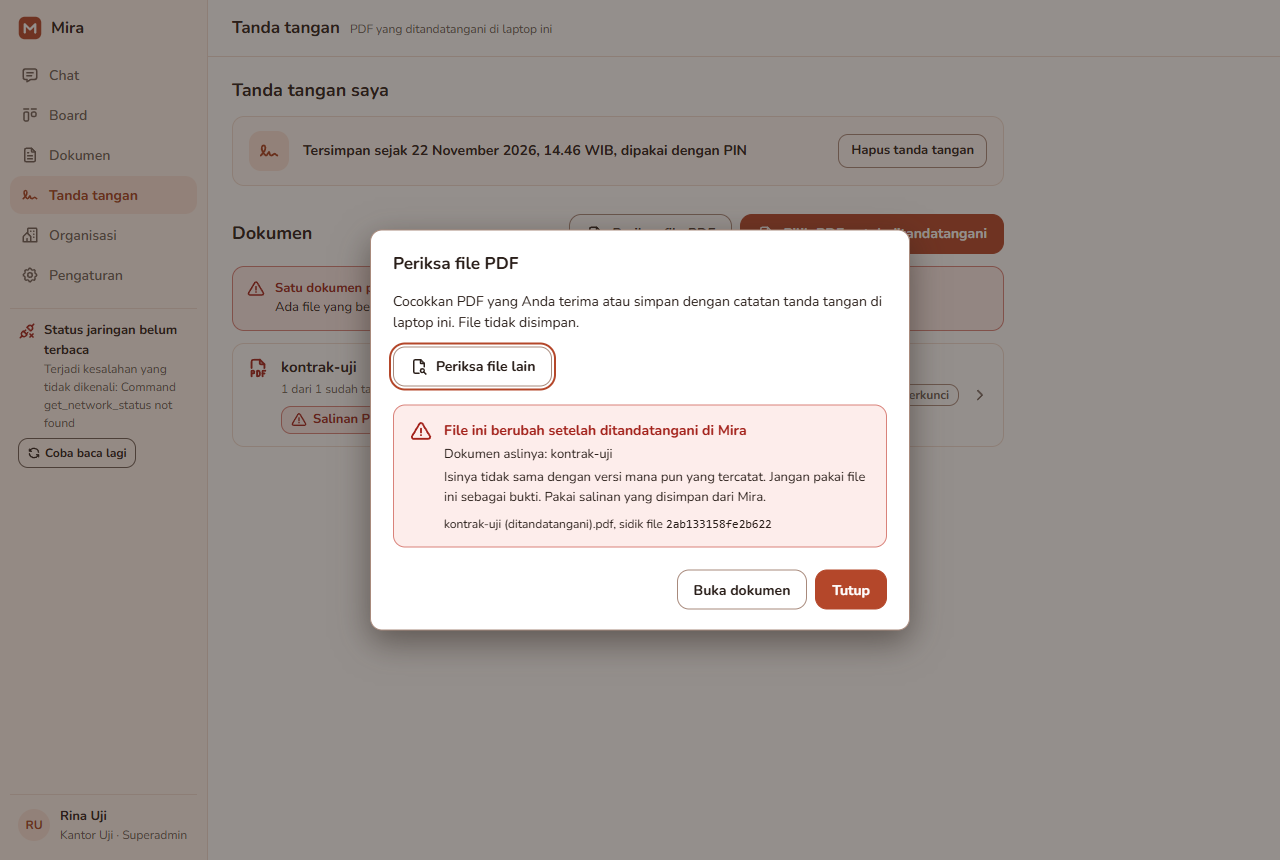 Mira
Chat
Board
Dokumen
Tanda tangan
Organisasi
Pengaturan
Status jaringan belum
terbaca
Terjadi kesalahan yang
tidak dikenali: Command
get_network_status not
found
Coba baca lagi
RU
Rina Uji
Kantor Uji · Superadmin
Tanda tangan PDF yang ditandatangani di laptop ini
Tanda tangan saya
Tersimpan sejak 22 November 2026, 14.46 WIB, dipakai dengan PIN
Hapus tanda tangan
Dokumen
Satu dokumen
Ada file yang
kontrak-uji
1 dari 1 sudah
Salinan
Periksa file PDF
Cocokkan PDF yang Anda terima atau simpan dengan catatan tanda tangan di
laptop ini. File tidak disimpan.
Periksa file lain
File ini berubah setelah ditandatangani di Mira
Dokumen aslinya: kontrak-uji
Isinya tidak sama dengan versi mana pun yang tercatat. Jangan pakai file
ini sebagai bukti. Pakai salinan yang disimpan dari Mira.
kontrak-uji (ditandatangani).pdf, sidik file 2ab133158fe2b622
Buka dokumen
Tutup